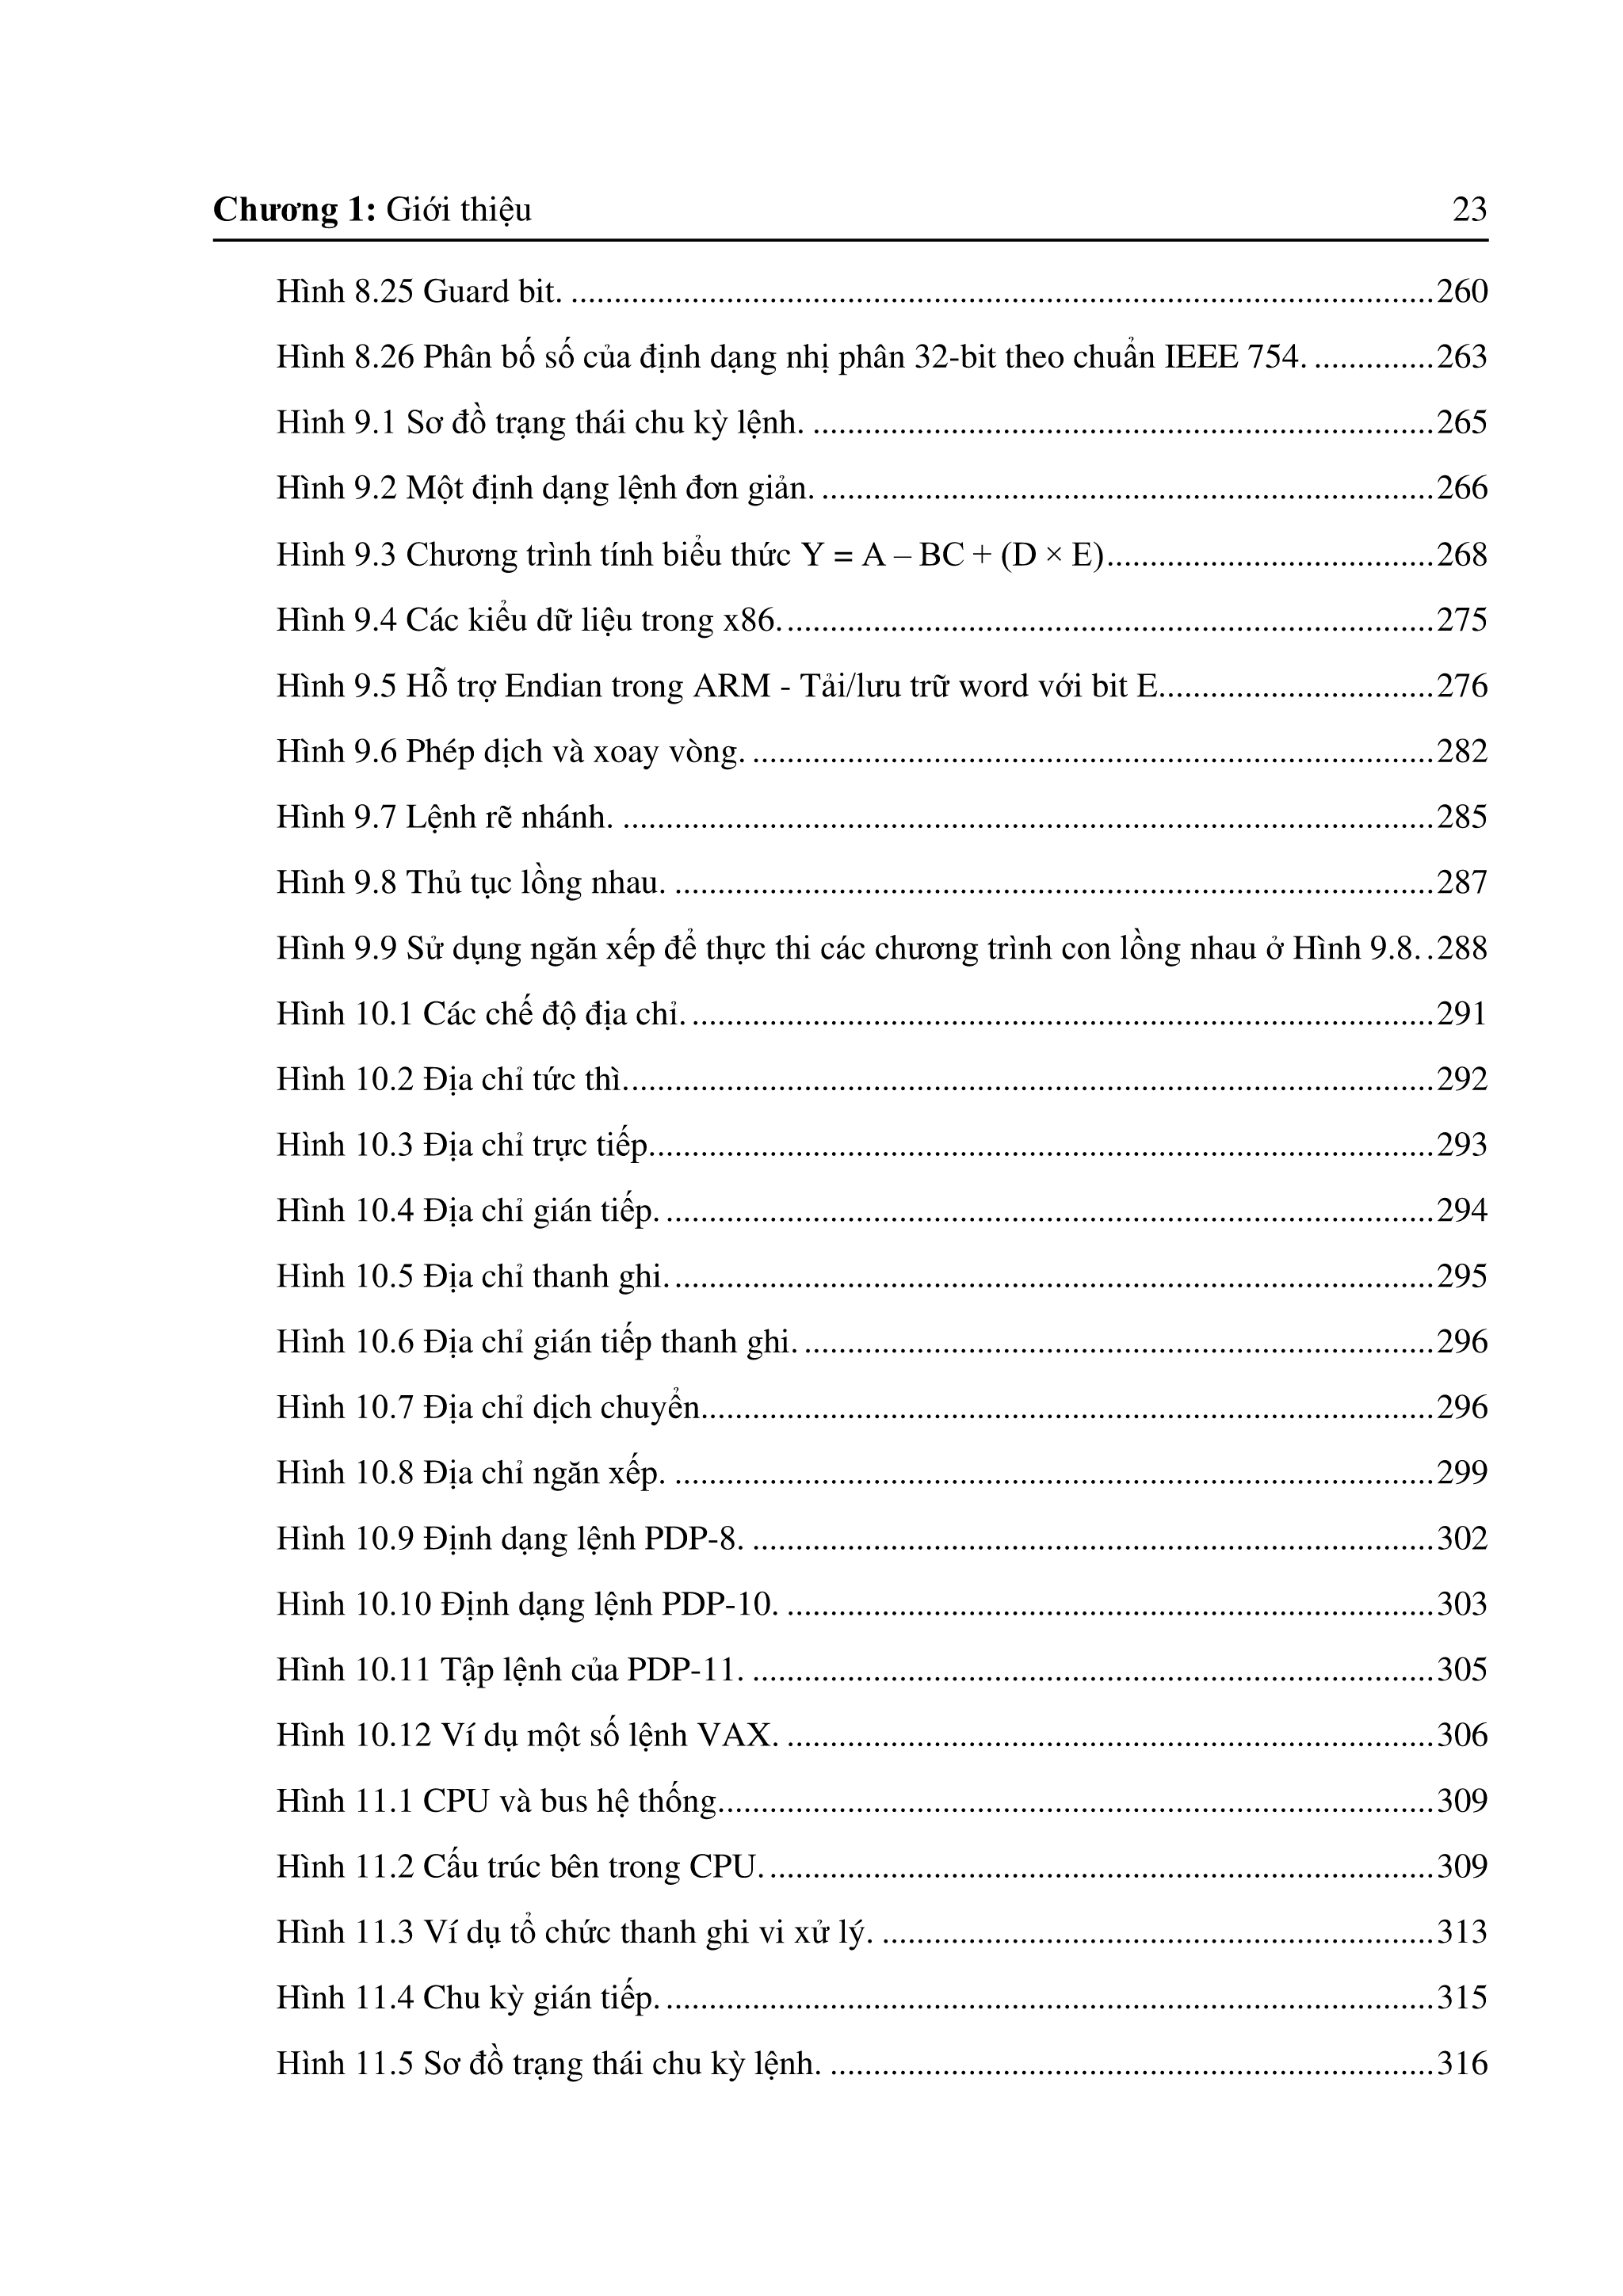 Chương 1: Giới thiệu 23
Hình 8.25 Guard bit. ........................................................ 260
Hình 8.26 Phân bố số của định dạng nhị phân 32-bit theo chuẩn IEEE 754. .............. 263
Hình 9.1 Sơ đồ trạng thái chu kỳ lệnh. ........................................ 265
Hình 9.2 Một định dạng lệnh đơn giản. ........................................ 266
Hình 9.3 Chương trình tính biểu thức Y = A – BC + (D × E)........................ 268
Hình 9.4 Các kiểu dữ liệu trong x86. ........................................ 275
Hình 9.5 Hỗ trợ Endian trong ARM - Tải/lưu trữ word với bit E........................ 276
Hình 9.6 Phép dịch và xoay vòng. ........................................ 282
Hình 9.7 Lệnh rẽ nhánh. ........................................ 285
Hình 9.8 Thủ tục lồng nhau. ........................................ 287
Hình 9.9 Sử dụng ngăn xếp để thực thi các chương trình con lồng nhau ở Hình 9.8. .. 288
Hình 10.1 Các chế độ địa chỉ. ........................................ 291
Hình 10.2 Địa chỉ tức thì........................................ 292
Hình 10.3 Địa chỉ trực tiếp........................................ 293
Hình 10.4 Địa chỉ gián tiếp. ........................................ 294
Hình 10.5 Địa chỉ thanh ghi. ........................................ 295
Hình 10.6 Địa chỉ gián tiếp thanh ghi. ........................................ 296
Hình 10.7 Địa chỉ dịch chuyển........................................ 296
Hình 10.8 Địa chỉ ngăn xếp. ........................................ 299
Hình 10.9 Định dạng lệnh PDP-8. ........................................ 302
Hình 10.10 Định dạng lệnh PDP-10. ........................................ 303
Hình 10.11 Tập lệnh của PDP-11. ........................................ 305
Hình 10.12 Ví dụ một số lệnh VAX. ........................................ 306
Hình 11.1 CPU và bus hệ thống........................................ 309
Hình 11.2 Cấu trúc bên trong CPU. ........................................ 309
Hình 11.3 Ví dụ tổ chức thanh ghi vi xử lý. ........................................ 313
Hình 11.4 Chu kỳ gián tiếp. ........................................ 315
Hình 11.5 Sơ đồ trạng thái chu kỳ lệnh. ........................................ 316